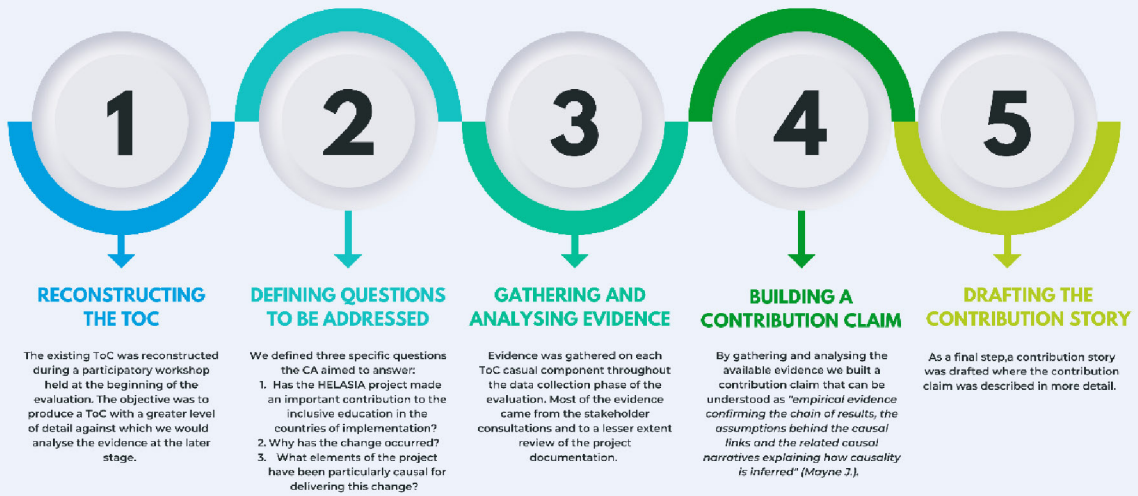 1
RECONSTRUCTING
THE TOC
The existing ToC was reconstructed
during a participatory workshop
held at the beginning of the
evaluation. The objective was to
produce a ToC with a greater level
of detail against which we would
analyse the evidence at the later
stage.
2
DEFINING QUESTIONS
TO BE ADDRESSED
We defined three specific questions
the CA aimed to answer:
1. Has the HELASIA project made
an important contribution to the
inclusive education in the
countries of implementation?
2. Why has the change occurred?
3. What elements of the project
have been particularly causal for
delivering this change?
3
GATHERING AND
ANALYSING EVIDENCE
Evidence was gathered on each
ToC casual component throughout
the data collection phase of the
evaluation. Most of the evidence
came from the stakeholder
consultations and to a lesser extent
review of the project
documentation.
4
BUILDING A
CONTRIBUTION CLAIM
By gathering and analysing the
available evidence we built a
contribution claim that can be
understood as "empirical evidence
confirming the chain of results, the
assumptions behind the causal
links and the related causal
narratives explaining how causality
is inferred" (Mayne J.).
5
DRAFTING THE
CONTRIBUTION STORY
As a final step,a contribution story
was drafted where the contribution
claim was described in more detail.